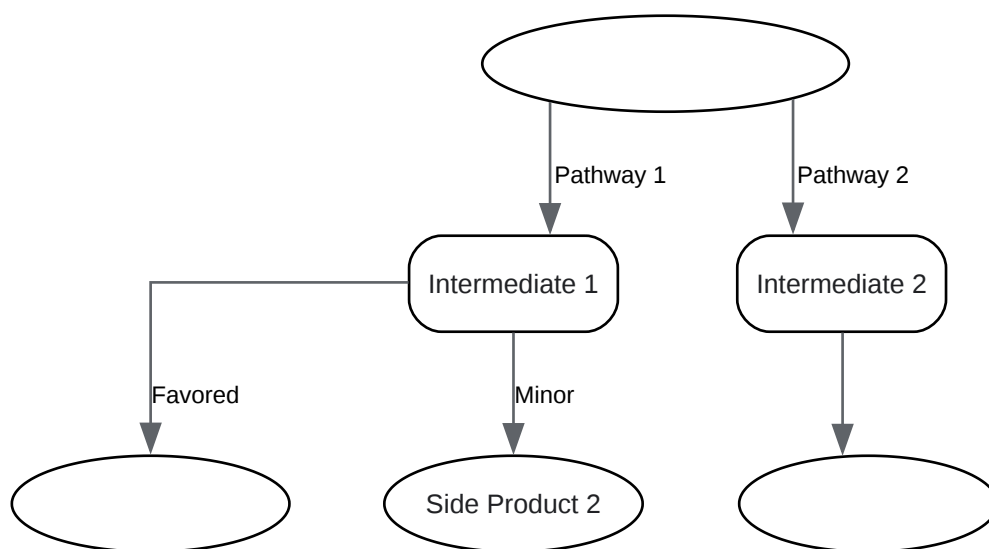 Pathway 1
Pathway 2
Intermediate 1
Intermediate 2
Favored
Minor
Side Product 2